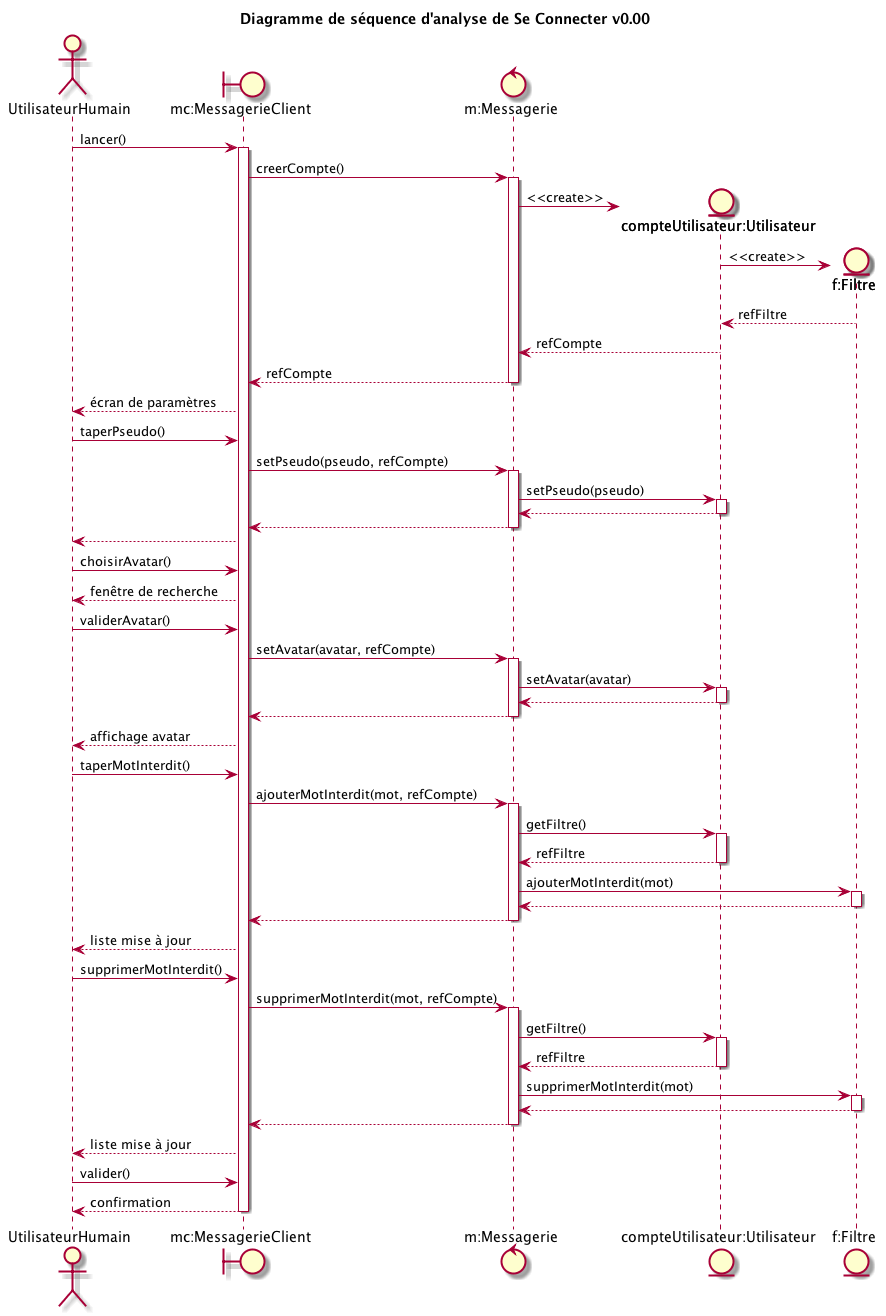 Diagramme de séquence d'analyse de Se Connecter v0.00
UtilisateurHumain
mc:MessagerieClient
m:Messagerie
lancer()
creerCompte()
<<create>>
compteUtilisateur:Utilisateur
<<create>>
f:Filtre
refFiltre
refCompte
refCompte
écran de paramètres
taperPseudo()
setPseudo(pseudo, refCompte)
setPseudo(pseudo)
choisirAvatar()
fenêtre de recherche
validerAvatar()
setAvatar(avatar, refCompte)
setAvatar(avatar)
affichage avatar
taperMotInterdit()
ajouterMotInterdit(mot, refCompte)
getFiltre()
refFiltre
ajouterMotInterdit(mot)
liste mise à jour
supprimerMotInterdit()
supprimerMotInterdit(mot, refCompte)
getFiltre()
refFiltre
supprimerMotInterdit(mot)
liste mise à jour
valider()
confirmation
UtilisateurHumain
mc:MessagerieClient
m:Messagerie
compteUtilisateur:Utilisateur
f:Filtre